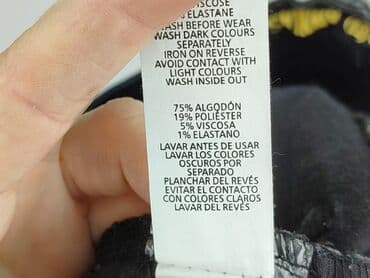 VISCOSE
% ELASTANE
WASH BEFORE WEAR
WASH DARK COLOURS
SEPARATELY
IRON ON REVERSE
AVOID CONTACT WITH
LIGHT COLOURS
WASH INSIDE OUT
75% ALGODÓN
19% POLIÉSTER
5% VISCOSA
1% ELASTANO
LAVAR ANTES DE USAR
LAVAR LOS COLORES
OSCUROS POR
SEPARADO
PLANCHAR DEL REVÉS
EVITAR EL CONTACTO
CON COLORES CLAROS
LAVAR DEL REVÉS